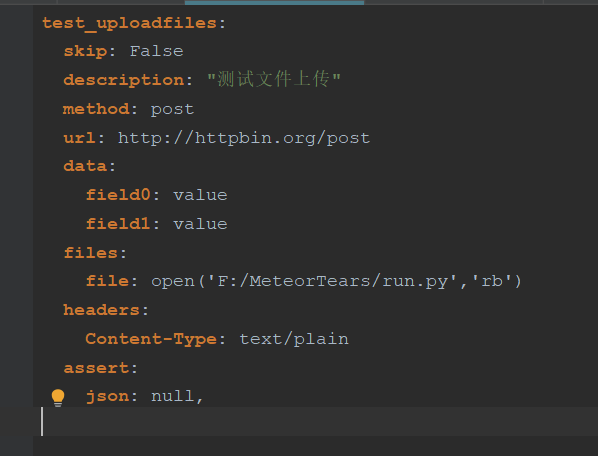 test_uploadfiles:
  skip: False
  description: "测试文件上传"
  method: post
  url: http://httpbin.org/post
  data:
    field0: value
    field1: value
  files:
    file: open('F:/MeteorTears/run.py','rb')
  headers:
    Content-Type: text/plain
  assert:
    json: null,